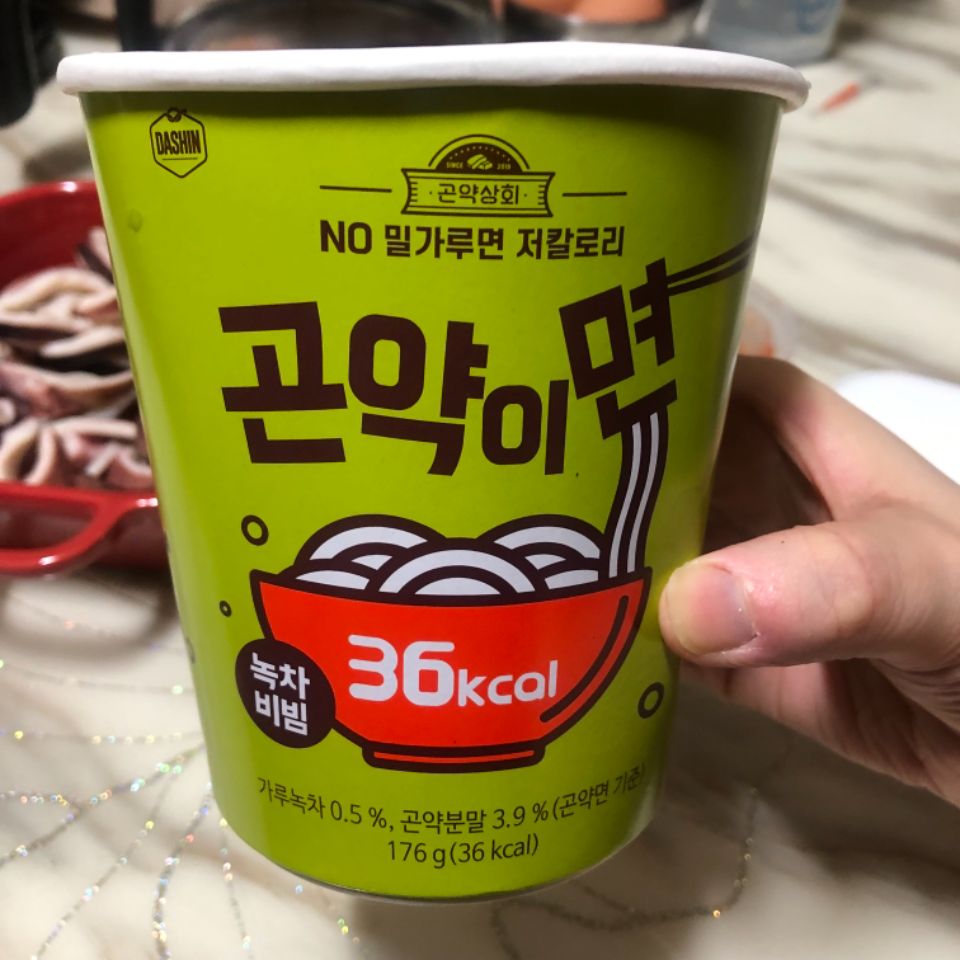 DASHIN
SINCE 2019
·곤약상회·
NO 밀가루면 저칼로리
곤약이면
36kcal
녹차
비빔
가루녹차 0.5 %, 곤약분말 3.9 % (곤약면 기준)
176 g (36 kcal)